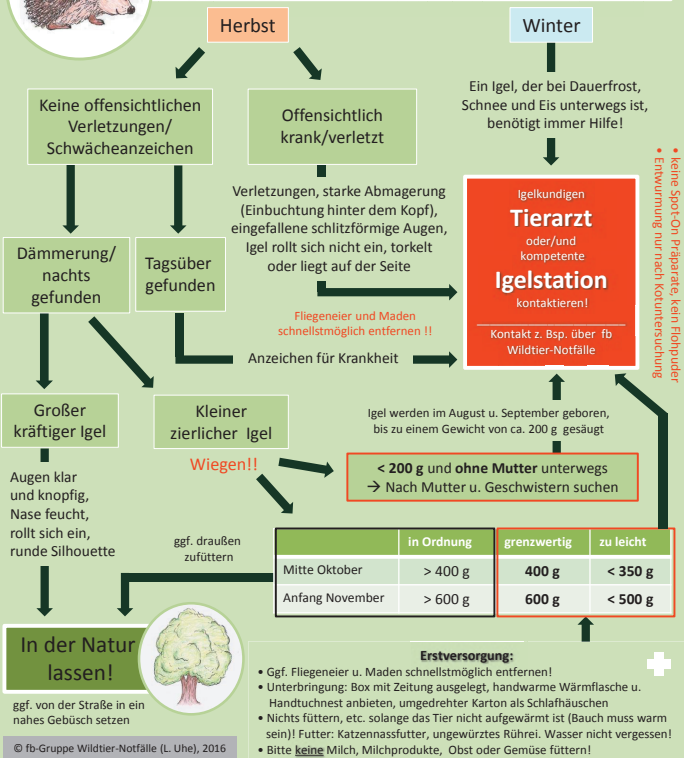 Herbst
Winter
Keine offensichtlichen
Verletzungen/
Schwächeanzeichen
Offensichtlich
krank/verletzt
Ein Igel, der bei Dauerfrost,
Schnee und Eis unterwegs ist,
benötigt immer Hilfe!
Verletzungen, starke Abmagerung
(Einbuchtung hinter dem Kopf),
eingefallene schlitzförmige Augen,
Igel rollt sich nicht ein, torkelt
oder liegt auf der Seite
Igelkundigen
Tierarzt
oder/und
kompetente
Igelstation
kontaktieren!
Kontakt z. Bsp. über fb
Wildtier-Notfälle
• keine Spot-On Präparate, kein Flohpuder
• Entwurmung nur nach Kotuntersuchung
Dämmerung/
nachts
gefunden
Tagsüber
gefunden
Fliegeneier und Maden
schnellstmöglich entfernen !!
Anzeichen für Krankheit
Großer
kräftiger Igel
Kleiner
zierlicher Igel
Wiegen!!
Igel werden im August u. September geboren,
bis zu einem Gewicht von ca. 200 g gesäugt
< 200 g und ohne Mutter unterwegs
→ Nach Mutter u. Geschwistern suchen
Augen klar
und knopfig,
Nase feucht,
rollt sich ein,
runde Silhouette
ggf. draußen
zufüttern
in Ordnung grenzwertig zu leicht
Mitte Oktober > 400 g 400 g < 350 g
Anfang November > 600 g 600 g < 500 g
In der Natur
lassen!
ggf. von der Straße in ein
nahes Gebüsch setzen
Erstversorgung:
• Ggf. Fliegeneier u. Maden schnellstmöglich entfernen!
• Unterbringung: Box mit Zeitung ausgelegt, handwarme Wärmflasche u.
Handtuchnest anbieten, umgedrehter Karton als Schlafhäuschen
• Nichts füttern, etc. solange das Tier nicht aufgewärmt ist (Bauch muss warm
sein)! Futter: Katzennassfutter, ungewürztes Rührei. Wasser nicht vergessen!
• Bitte keine Milch, Milchprodukte, Obst oder Gemüse füttern!
© fb-Gruppe Wildtier-Notfälle (L. Uhe), 2016